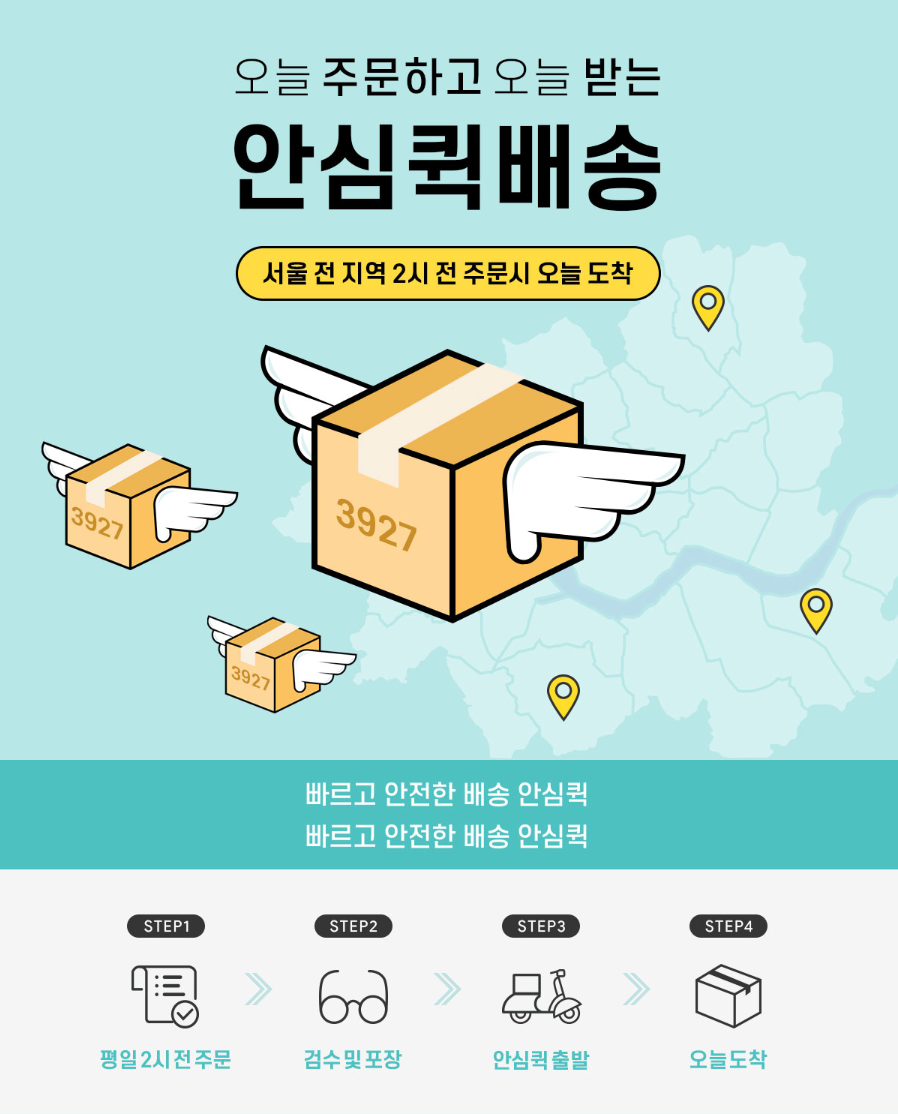 오늘 주문하고 오늘 받는
안심퀵배송
서울 전 지역 2시 전 주문시 오늘 도착
3927
3927
3927
빠르고 안전한 배송 안심퀵
빠르고 안전한 배송 안심퀵
STEP1
STEP2
STEP3
STEP4
평일 2시 전 주문
검수 및 포장
안심퀵 출발
오늘 도착